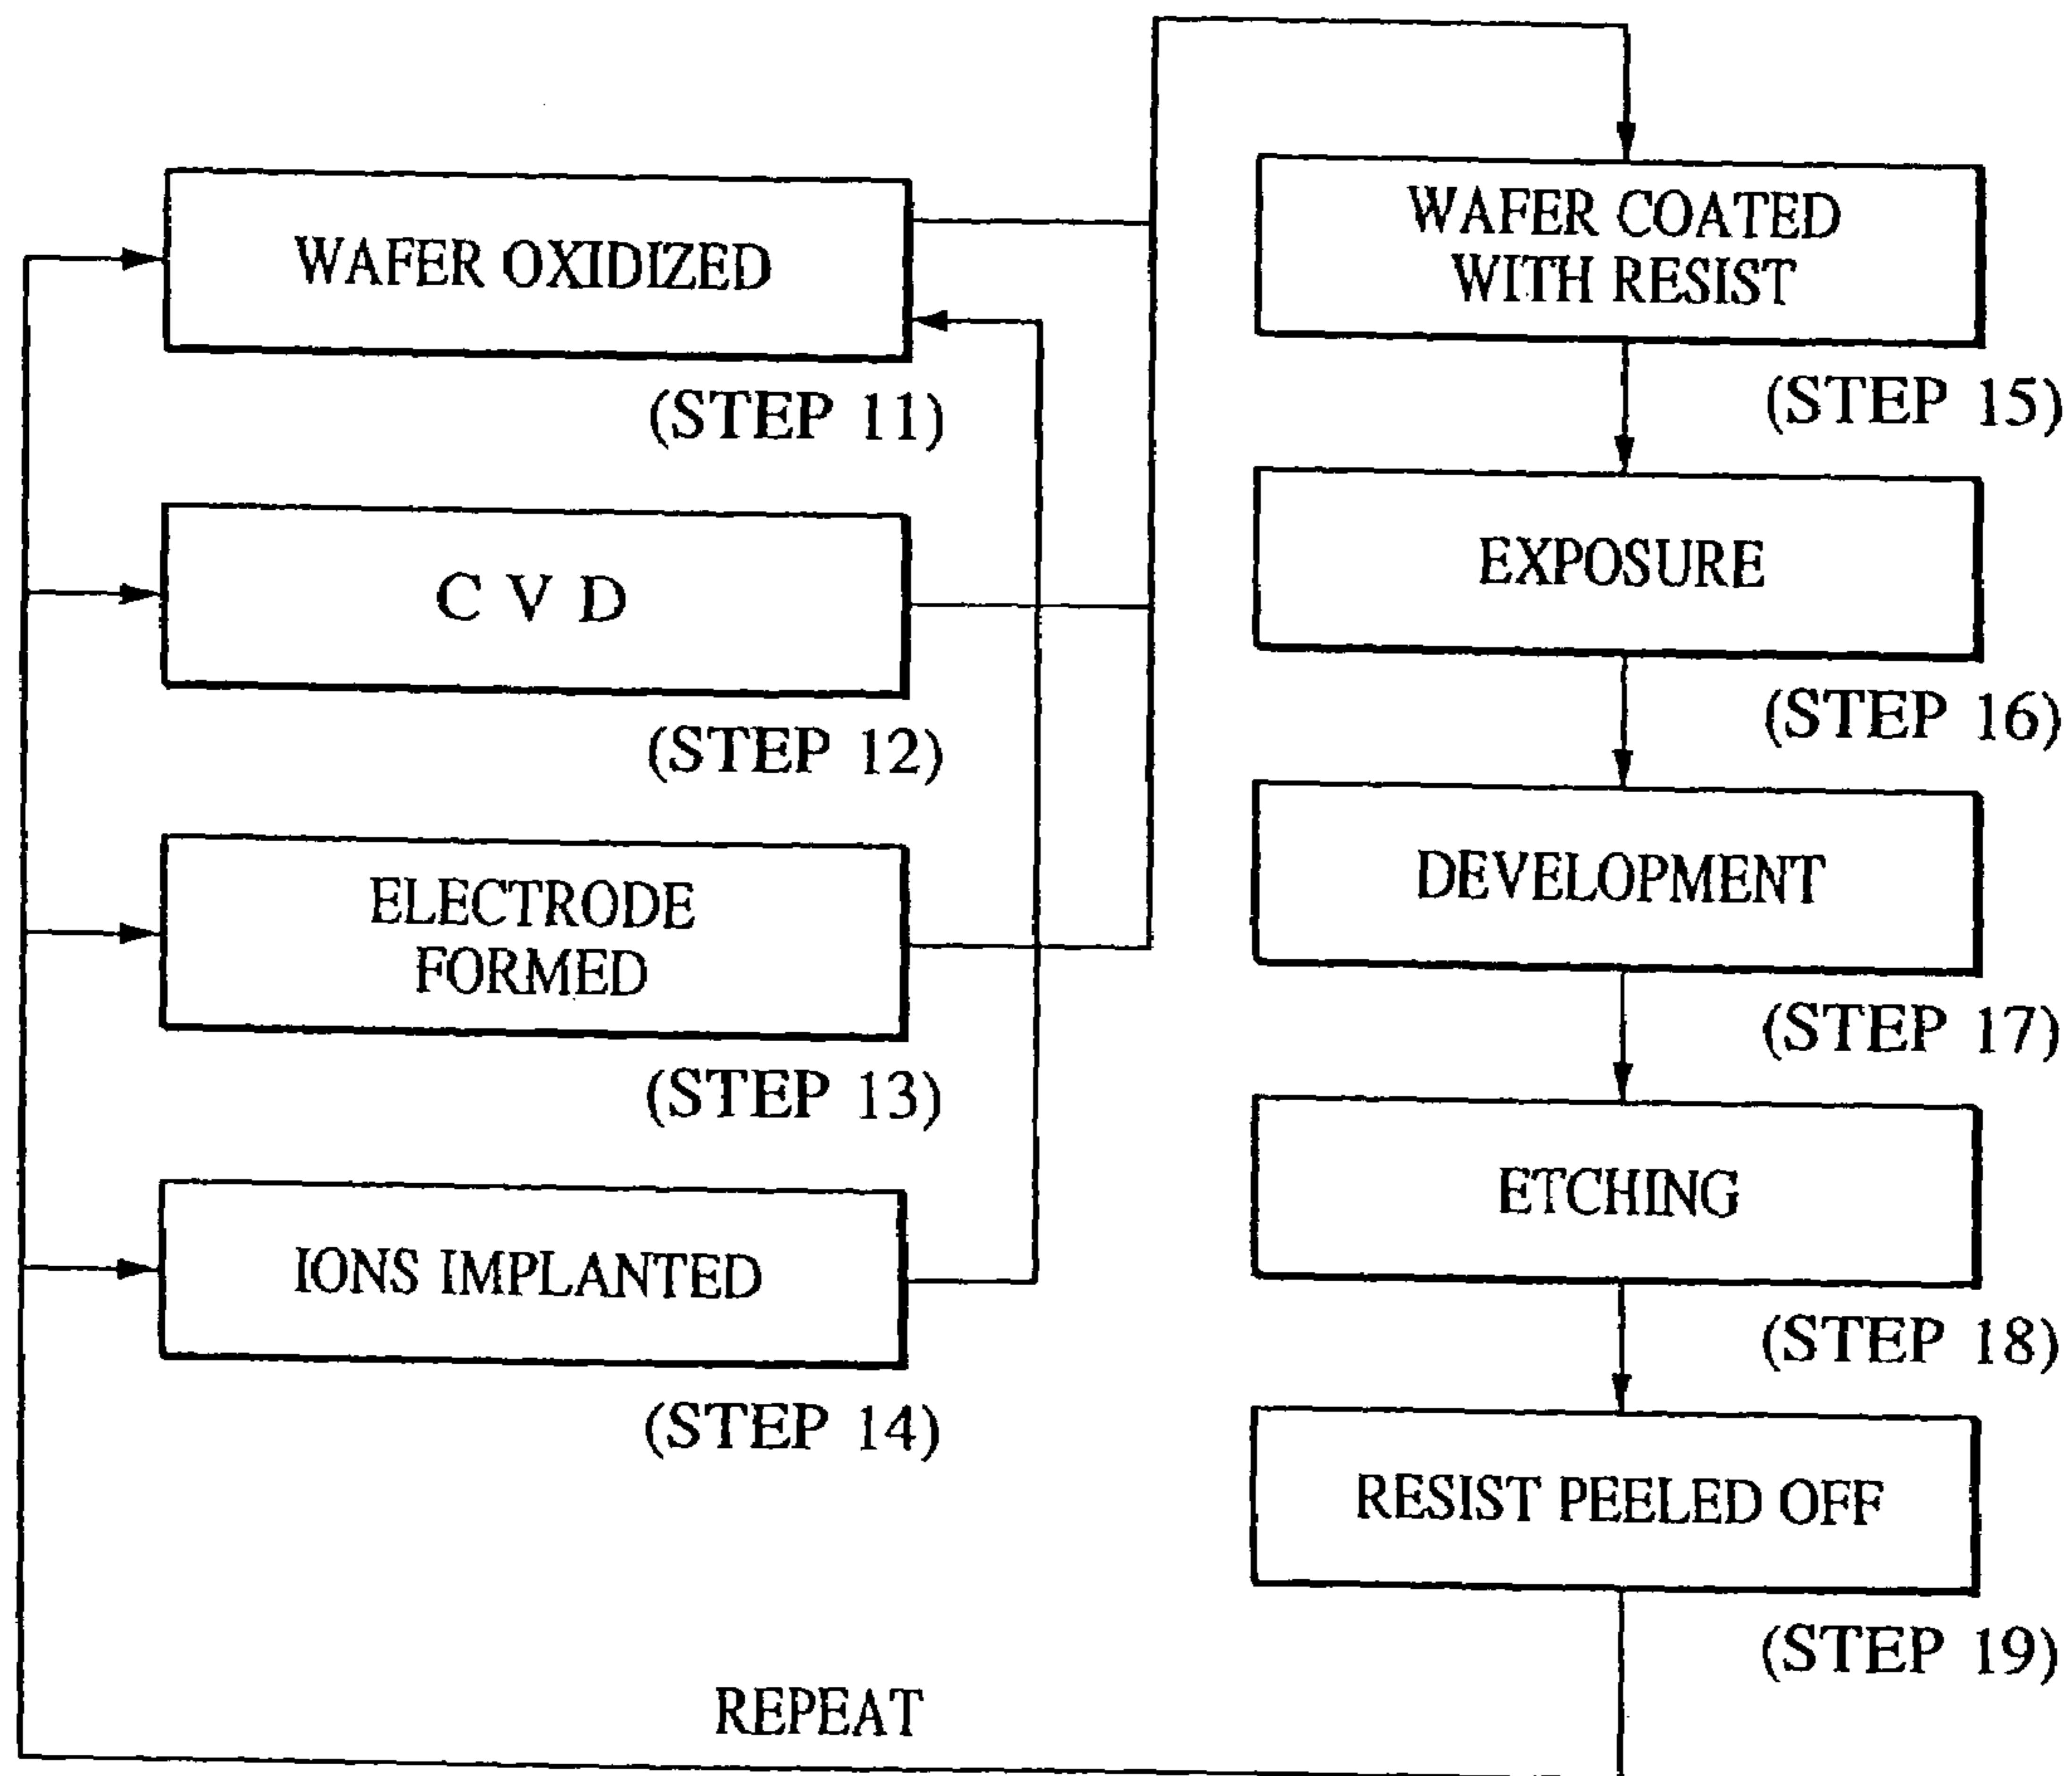 WAFER OXIDIZED
(STEP 11)
C V D
(STEP 12)
ELECTRODE
FORMED
(STEP 13)
IONS IMPLANTED
(STEP 14)
WAFER COATED
WITH RESIST
(STEP 15)
EXPOSURE
(STEP 16)
DEVELOPMENT
(STEP 17)
ETCHING
(STEP 18)
RESIST PEELED OFF
(STEP 19)
REPEAT